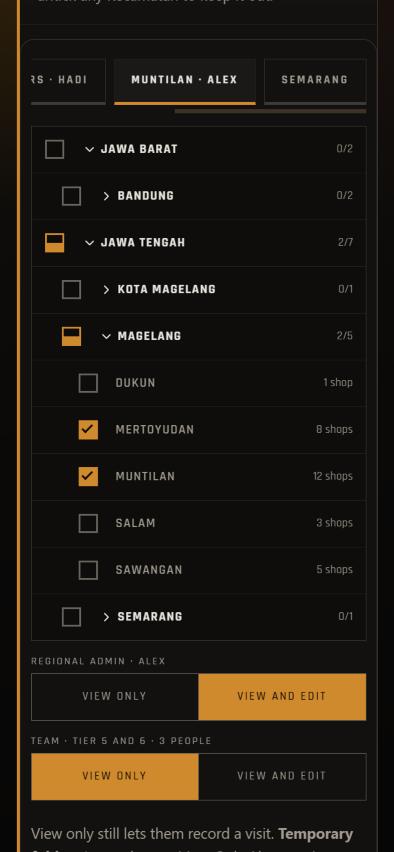 RS · HADI
MUNTILAN · ALEX
SEMARANG
JAWA BARAT 0/2
BANDUNG 0/2
JAWA TENGAH 2/7
KOTA MAGELANG 0/1
MAGELANG 2/5
DUKUN 1 shop
MERTOYUDAN 8 shops
MUNTILAN 12 shops
SALAM 3 shops
SAWANGAN 5 shops
SEMARANG 0/1
REGIONAL ADMIN · ALEX
VIEW ONLY VIEW AND EDIT
TEAM · TIER 5 AND 6 · 3 PEOPLE
VIEW ONLY VIEW AND EDIT
View only still lets them record a visit. Temporary